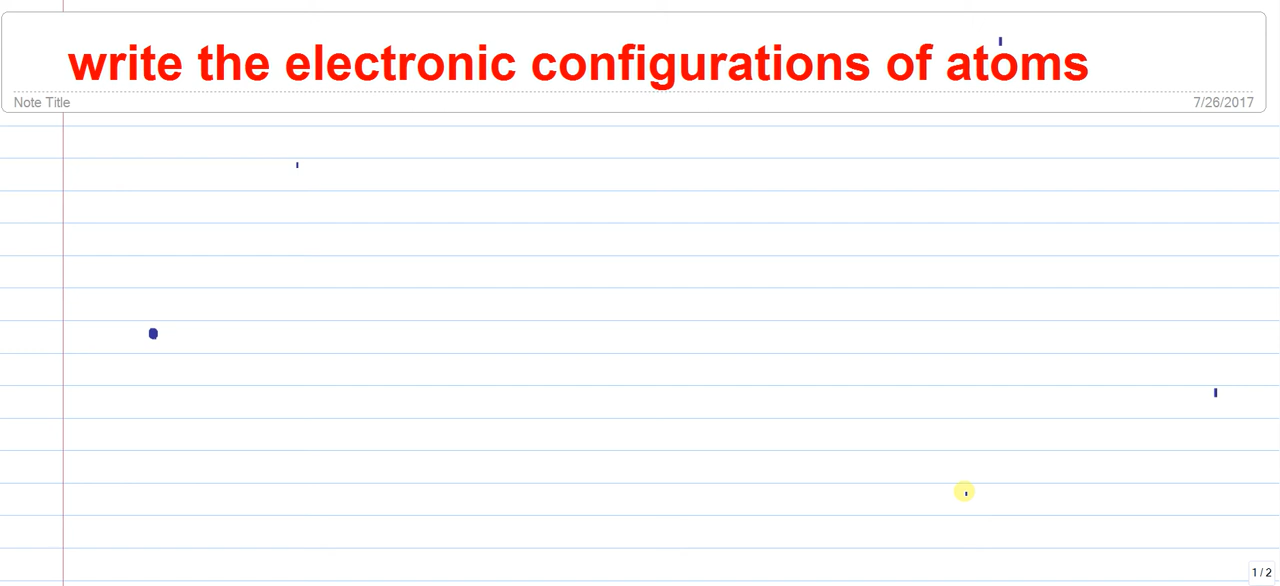 write the electronic configurations of atoms
Note Title
7/26/2017
1 / 2